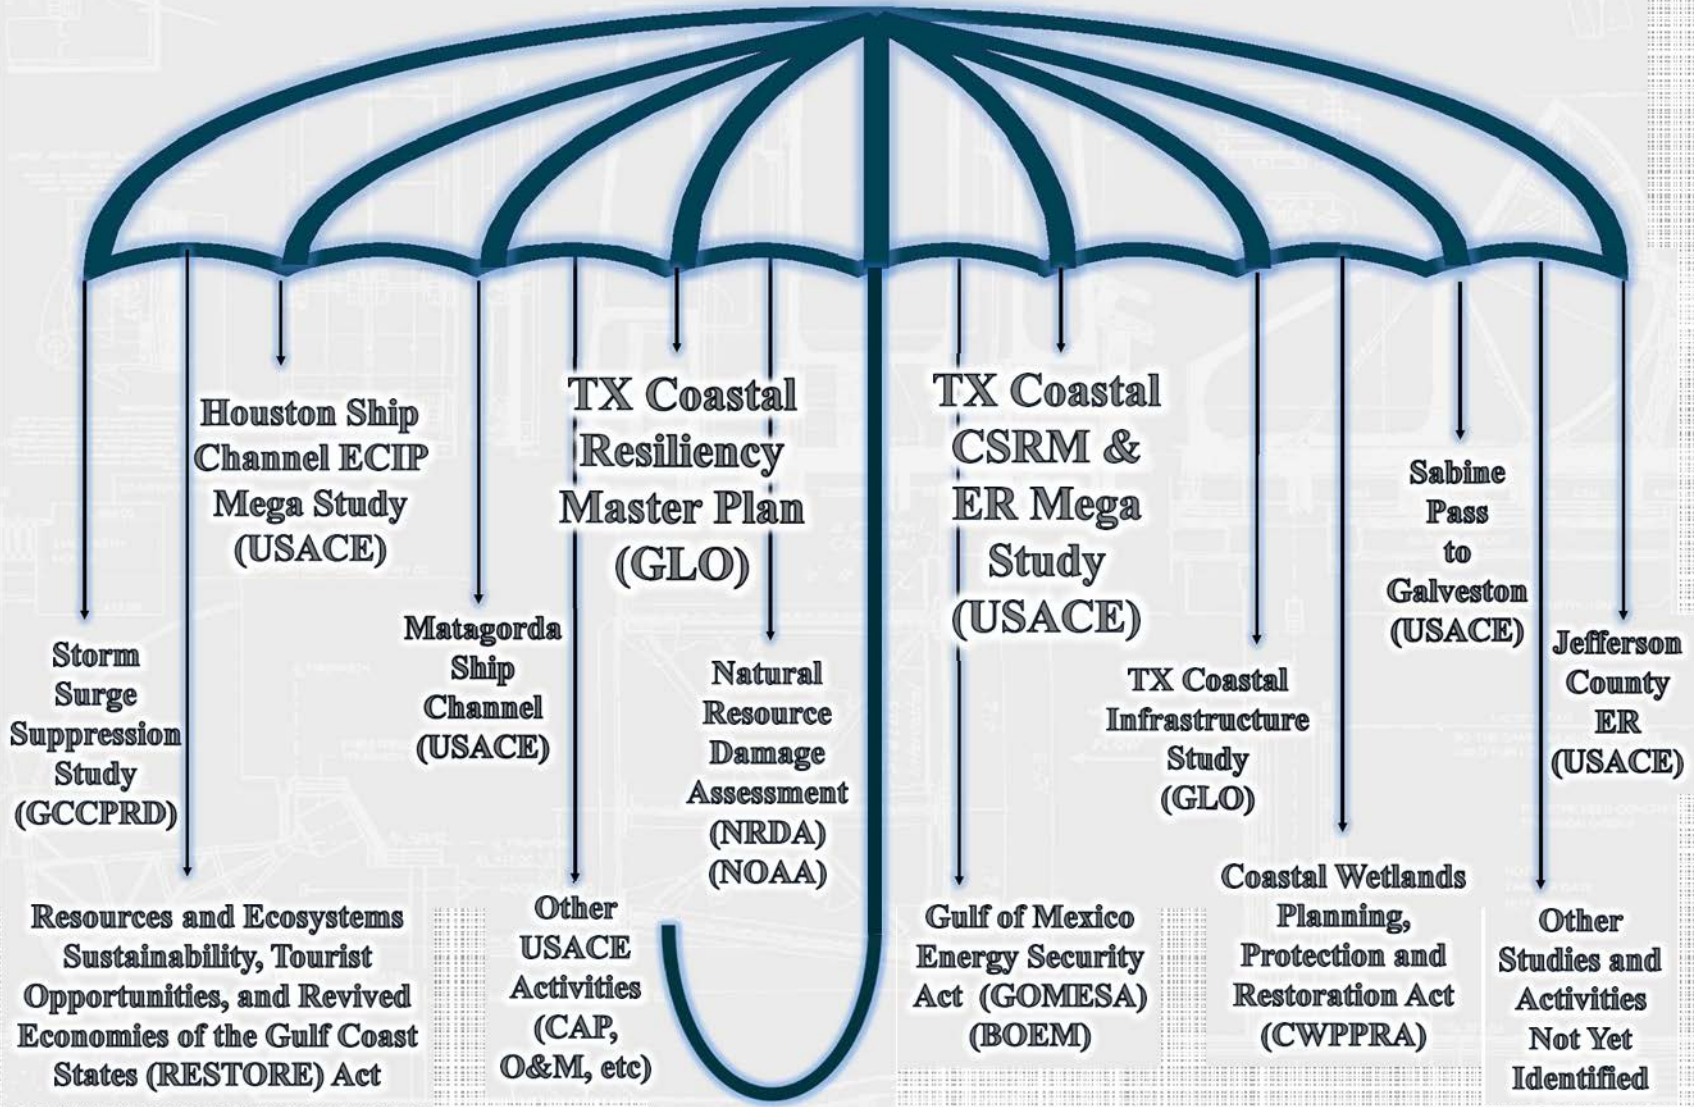 Houston Ship
Channel ECIP
Mega Study
(USACE)
TX Coastal
Resiliency
Master Plan
(GLO)
TX Coastal
CSRM &
ER Mega
Study
(USACE)
Sabine
Pass
to
Galveston
(USACE)
Storm
Surge
Suppression
Study
(GCCPRD)
Matagorda
Ship
Channel
(USACE)
Natural
Resource
Damage
Assessment
(NRDA)
(NOAA)
TX Coastal
Infrastructure
Study
(GLO)
Jefferson
County
ER
(USACE)
Resources and Ecosystems
Sustainability, Tourist
Opportunities, and Revived
Economies of the Gulf Coast
States (RESTORE) Act
Other
USACE
Activities
(CAP,
O&M, etc)
Gulf of Mexico
Energy Security
Act (GOMESA)
(BOEM)
Coastal Wetlands
Planning,
Protection and
Restoration Act
(CWPPRA)
Other
Studies and
Activities
Not Yet
Identified